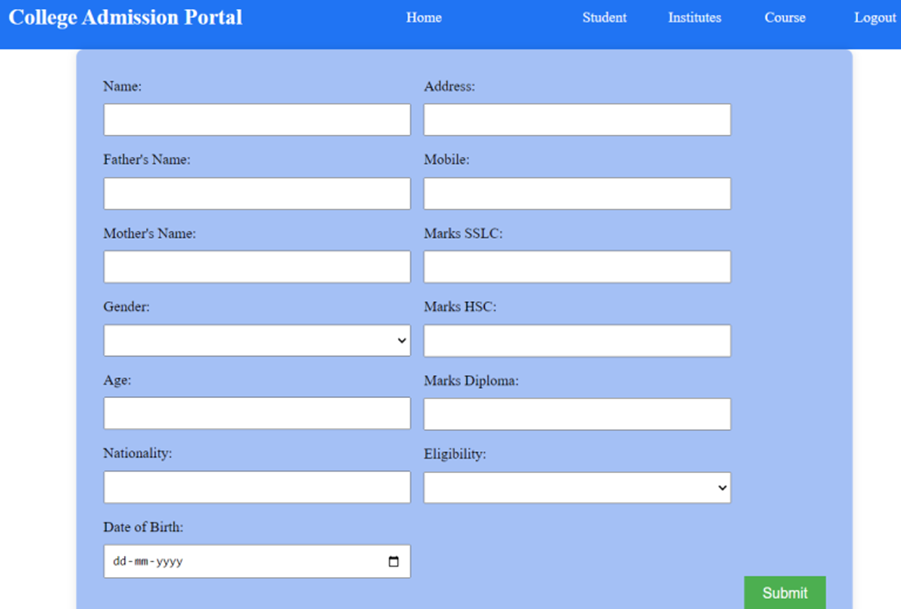 College Admission Portal Home Student Institutes Course Logout
Name: Address:
Father's Name: Mobile:
Mother's Name: Marks SSLC:
Gender: Marks HSC:
Age: Marks Diploma:
Nationality: Eligibility:
Date of Birth:
dd-mm-yyyy
Submit